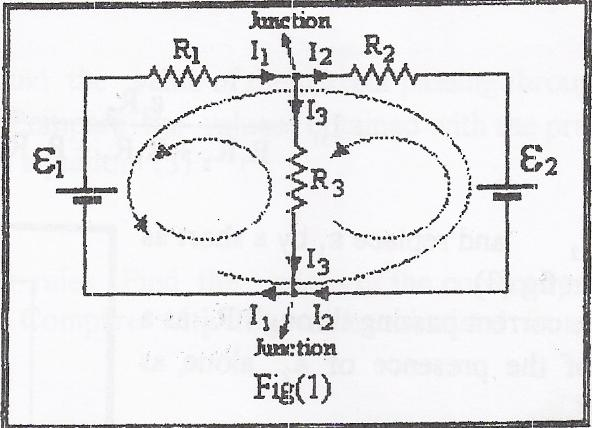 Junction
R₁ I₁ I₂ R₂
I₃
ε₁ R₃ ε₂
I₃
I₁ I₂
Junction
Fig(1)